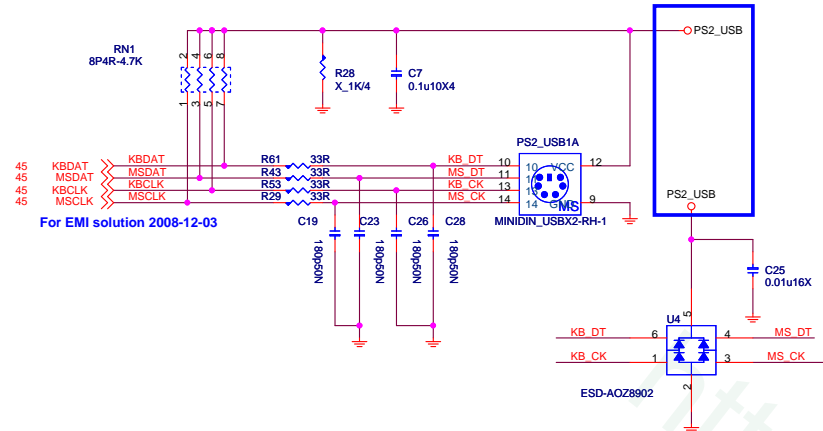 PS2_USB
RN1
8P4R-4.7K
2 4 6 8
1 3 5 7
R28
X_1K/4
C7
0.1u10X4
PS2_USB1A
45 KBDAT KBDAT R61 33R KB_DT 10 10 VCC 12
45 MSDAT MSDAT R43 33R MS_DT 11
45 KBCLK KBCLK R53 33R KB_CK 13
45 MSCLK MSCLK R29 33R MS_CK 14 14 MS 9
MINIDIN_USBX2-RH-1
For EMI solution 2008-12-03
C19 C23 C26 C28
180p50N 180p50N 180p50N 180p50N
PS2_USB
C25
0.01u16X
U4
5
KB_DT 6 4 MS_DT
KB_CK 1 3 MS_CK
2
ESD-AOZ8902